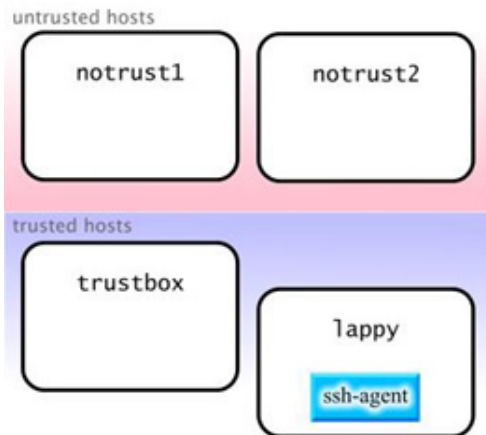 untrusted hosts
notrust1
notrust2
trusted hosts
trustbox
lappy
ssh-agent